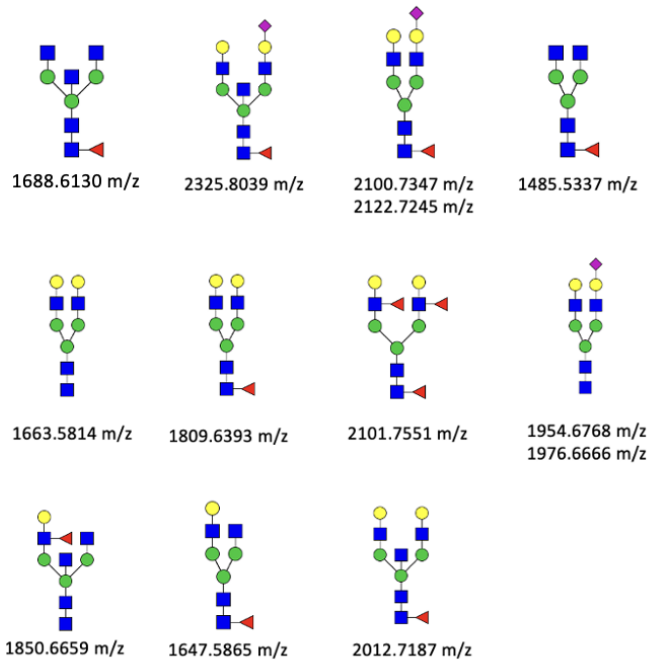 1688.6130 m/z
2325.8039 m/z
2100.7347 m/z
2122.7245 m/z
1485.5337 m/z
1663.5814 m/z
1809.6393 m/z
2101.7551 m/z
1954.6768 m/z
1976.6666 m/z
1850.6659 m/z
1647.5865 m/z
2012.7187 m/z